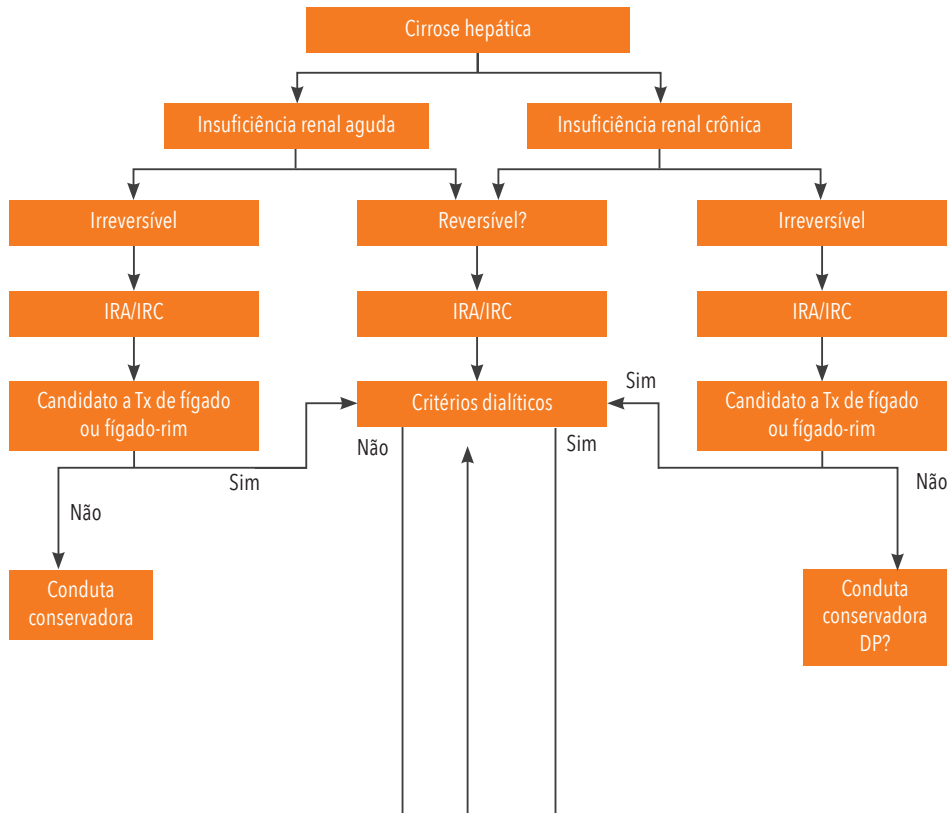 Cirrose hepática
Insuficiência renal aguda
Insuficiência renal crônica
Irreversível
Reversível?
Irreversível
IRA/IRC
IRA/IRC
IRA/IRC
Candidato a Tx de fígado
ou fígado-rim
Critérios dialíticos
Sim
Candidato a Tx de fígado
ou fígado-rim
Não
Sim
Sim
Não
Não
Conduta
conservadora
Conduta
conservadora
DP?